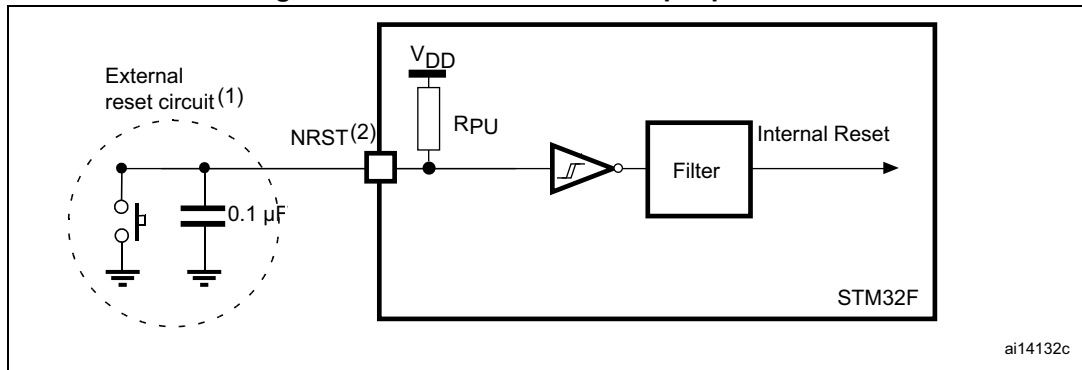 VDD
External
reset circuit(1)
NRST(2)
RPU
Internal Reset
Filter
0.1 µF
STM32F
ai14132c